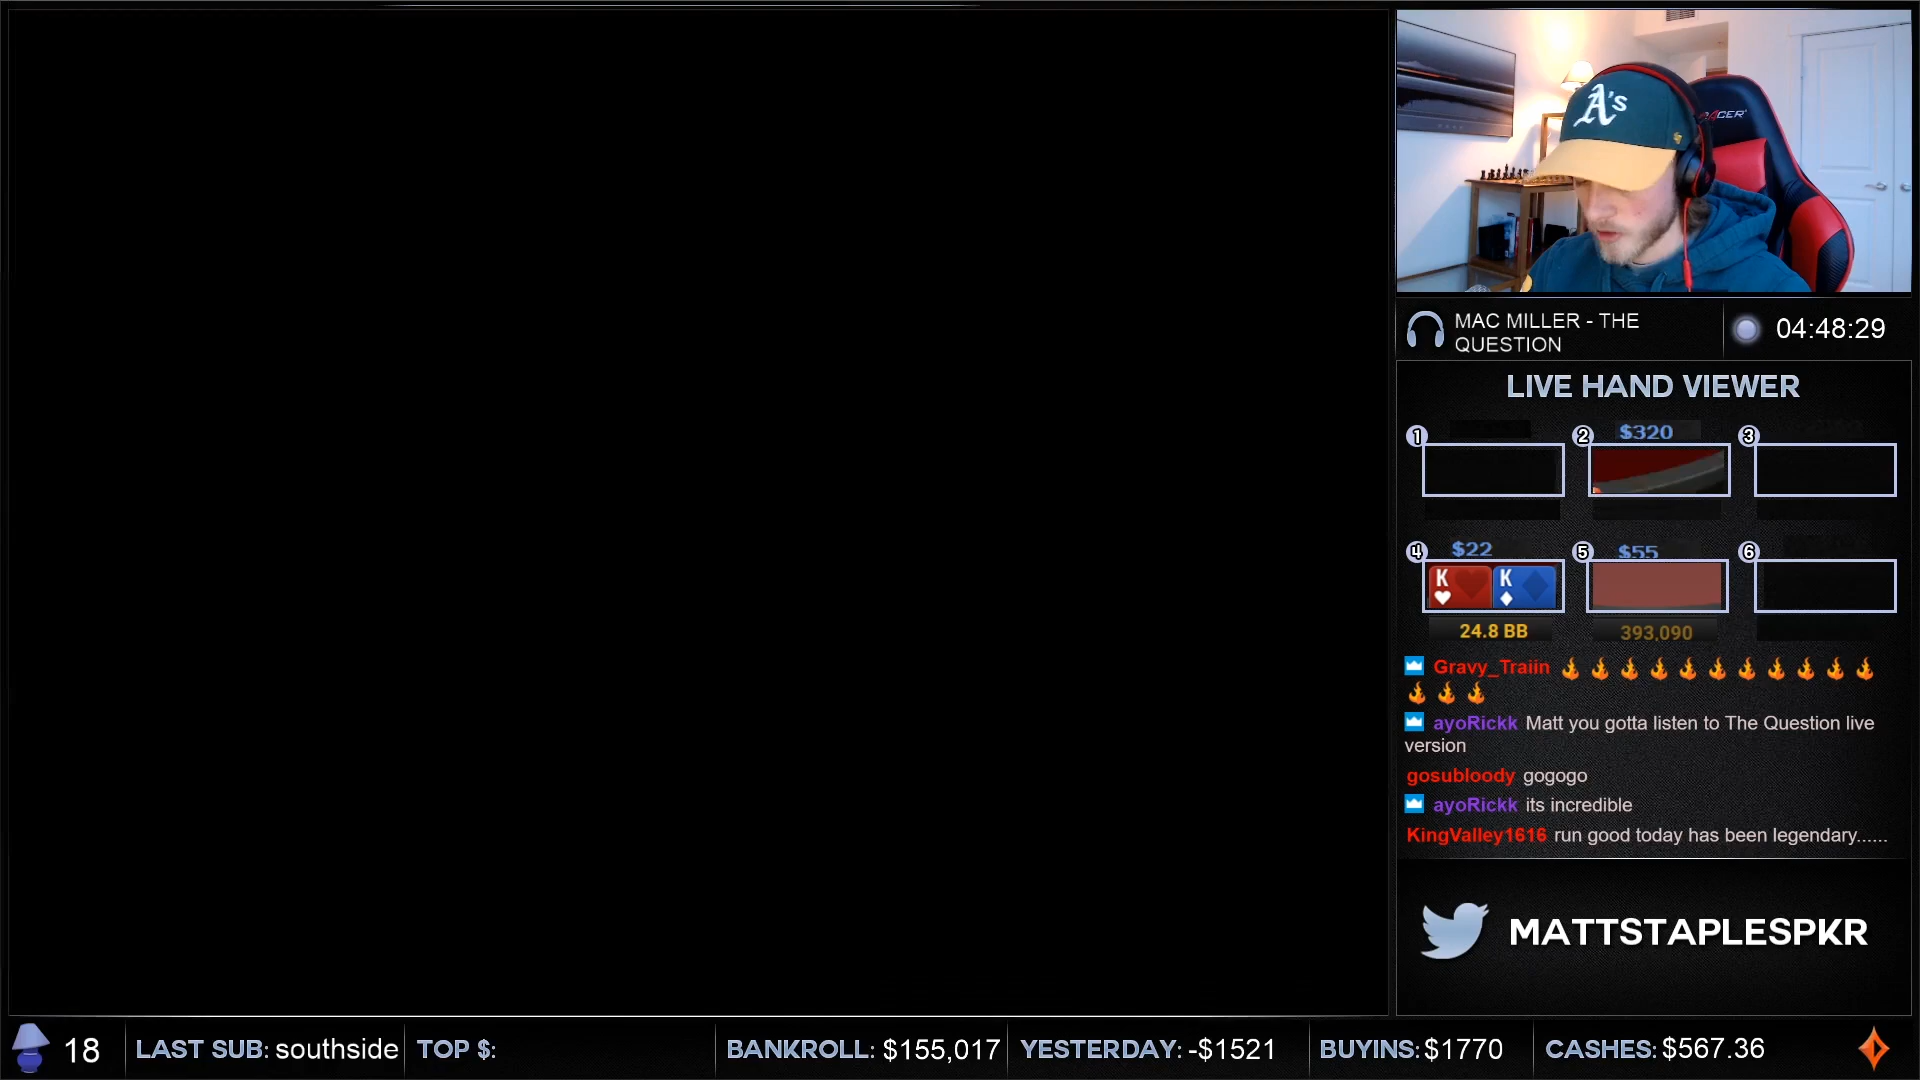 A's
MAC MILLER - THE
QUESTION
04:48:29
LIVE HAND VIEWER
1
2
$320
3
4
$22
5
$55
6
K K
24.8 BB
393,090
Gravy_Traiin
ayoRickk Matt you gotta listen to The Question live
version
gosubloody gogogo
ayoRickk its incredible
KingValley1616 run good today has been legendary......
MATTSTAPLESPKR
18 LAST SUB: southside TOP $: BANKROLL: $155,017 YESTERDAY: -$1521 BUYINS: $1770 CASHES: $567.36